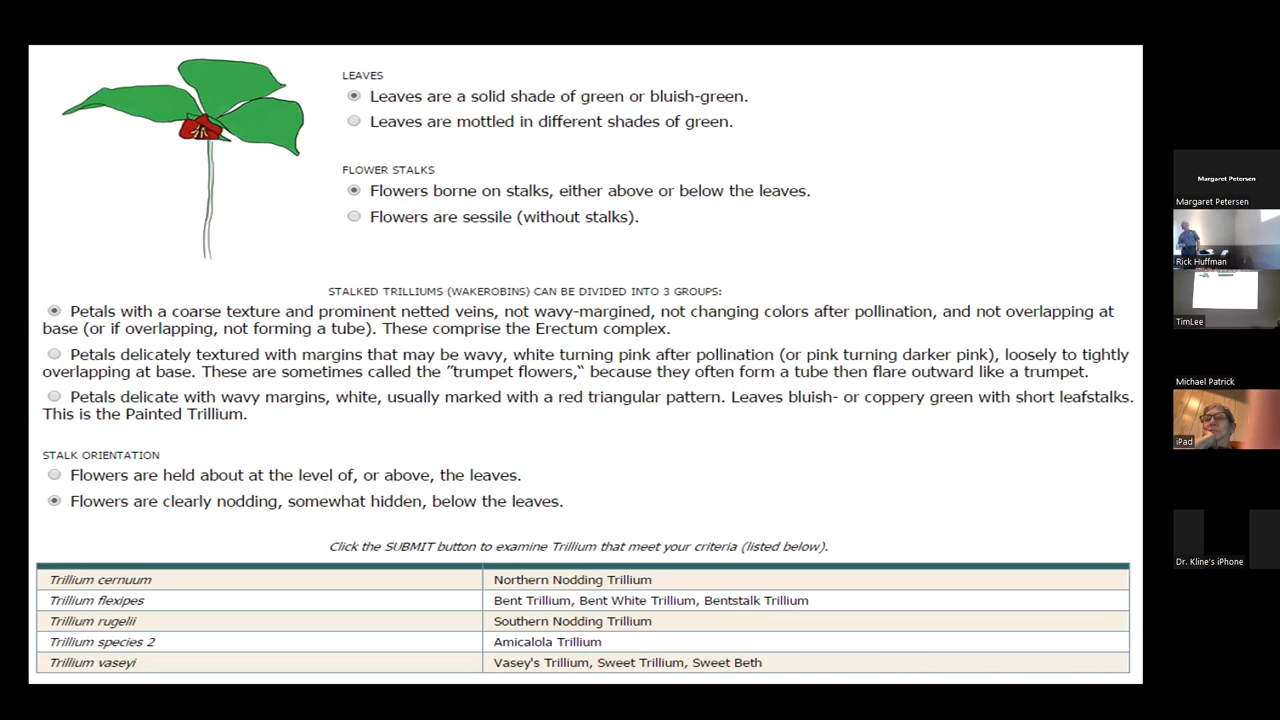 LEAVES
Leaves are a solid shade of green or bluish-green.
Leaves are mottled in different shades of green.
FLOWER STALKS
Flowers borne on stalks, either above or below the leaves.
Flowers are sessile (without stalks).
STALKED TRILLIUMS (WAKEROBINS) CAN BE DIVIDED INTO 3 GROUPS:
Petals with a coarse texture and prominent netted veins, not wavy-margined, not changing colors after pollination, and not overlapping at
base (or if overlapping, not forming a tube). These comprise the Erectum complex.
Petals delicately textured with margins that may be wavy, white turning pink after pollination (or pink turning darker pink), loosely to tightly
overlapping at base. These are sometimes called the "trumpet flowers," because they often form a tube then flare outward like a trumpet.
Petals delicate with wavy margins, white, usually marked with a red triangular pattern. Leaves bluish- or coppery green with short leafstalks.
This is the Painted Trillium.
STALK ORIENTATION
Flowers are held about at the level of, or above, the leaves.
Flowers are clearly nodding, somewhat hidden, below the leaves.
Click the SUBMIT button to examine Trillium that meet your criteria (listed below).
Trillium cernuum Northern Nodding Trillium
Trillium flexipes Bent Trillium, Bent White Trillium, Bentstalk Trillium
Trillium rugelii Southern Nodding Trillium
Trillium species 2 Amicalola Trillium
Trillium vaseyi Vasey's Trillium, Sweet Trillium, Sweet Beth
Margaret Petersen
Margaret Petersen
Rick Huffman
TimLee
Michael Patrick
iPad
Dr. Kline's iPhone